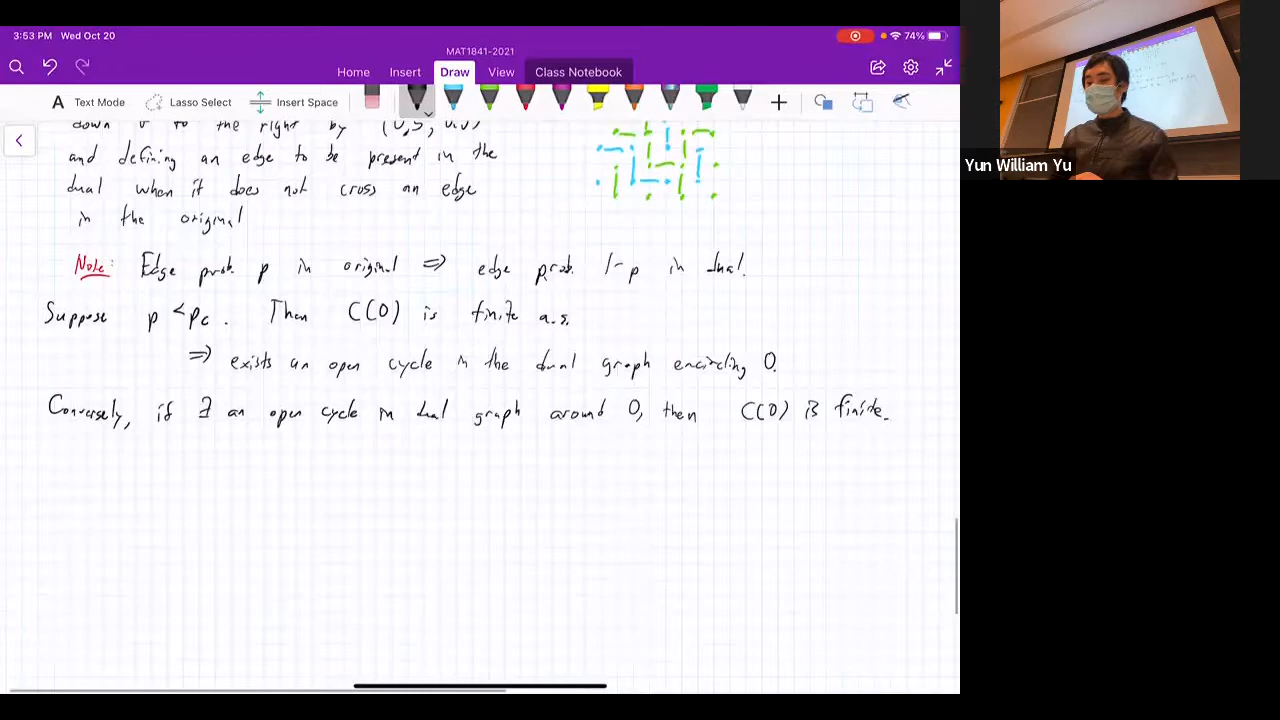 3:53 PM Wed Oct 20
74%
MAT1841-2021
Home Insert Draw View Class Notebook
Text Mode Lasso Select Insert Space
Yun William Yu
to the right by
and defining an edge to be present in the
dual when it does not cross an edge
in the original
Note: Edge prob. p in original ⇒ edge prob. 1-p in dual.
Suppose p < pc. Then C(0) is finite a.s.
⇒ exists an open cycle in the dual graph encircling 0.
Conversely, if ∃ an open cycle in dual graph around 0, then C(0) is finite.